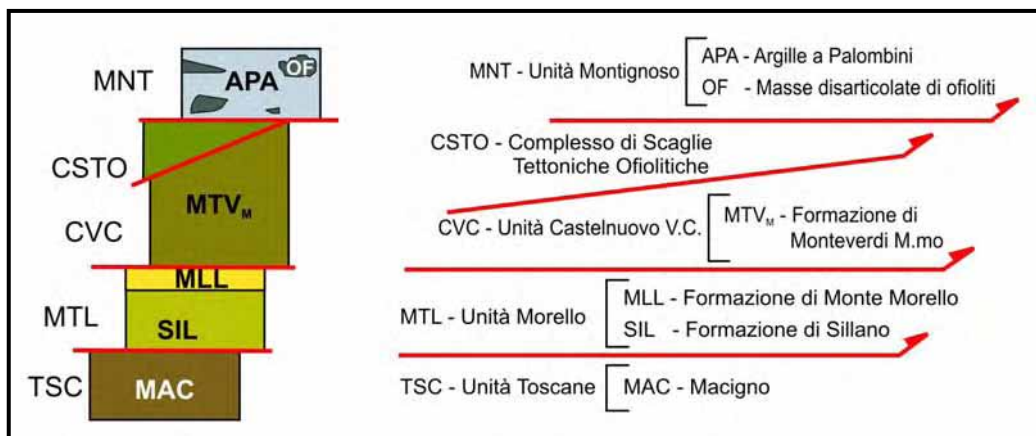 MNT
APA
OF
CSTO
MTVM
CVC
MLL
MTL
SIL
TSC
MAC
MNT - Unità Montignoso
APA - Argille a Palombini
OF - Masse disarticolate di ofioliti
CSTO - Complesso di Scaglie
Tettoniche Ofiolitiche
CVC - Unità Castelnuovo V.C.
MTVM - Formazione di
Monteverdi M.mo
MTL - Unità Morello
MLL - Formazione di Monte Morello
SIL - Formazione di Sillano
TSC - Unità Toscane
MAC - Macigno